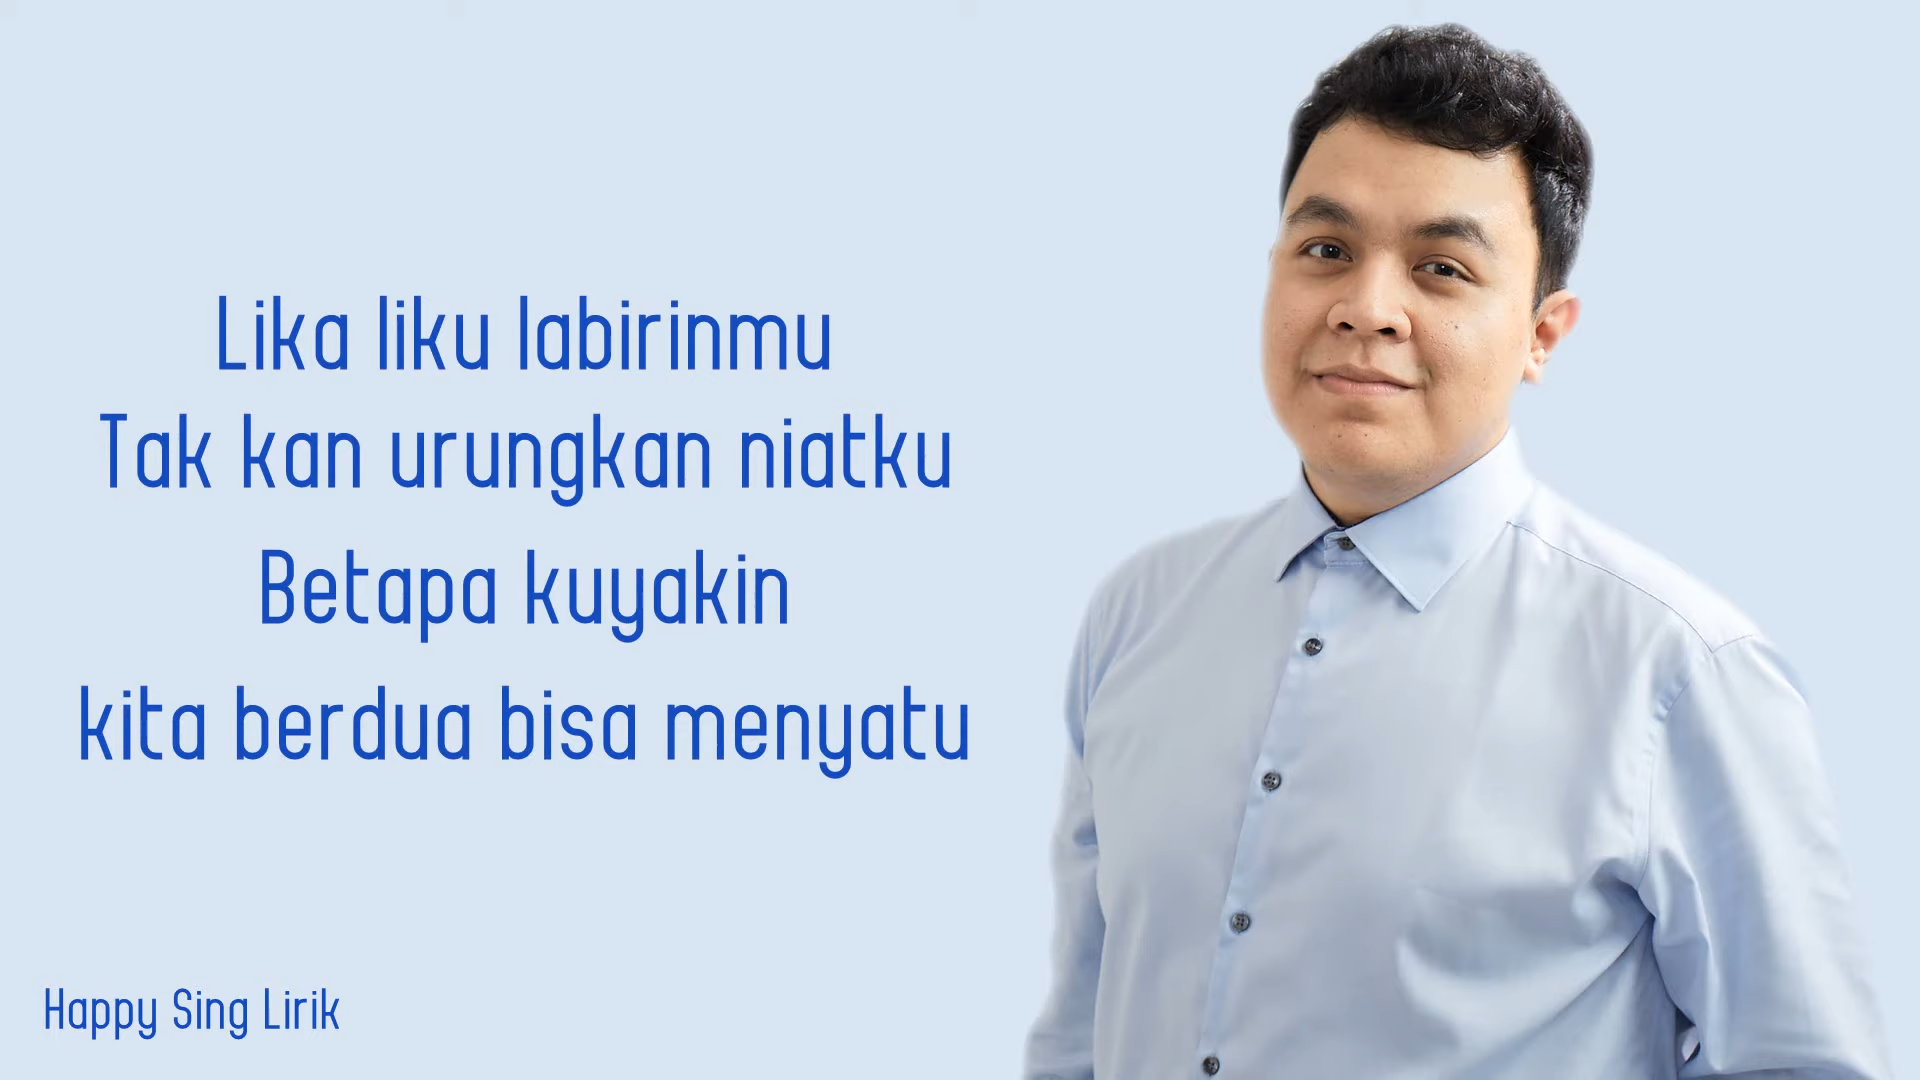 Lika liku labirinmu
Tak kan urungkan niatku
Betapa kuyakin
kita berdua bisa menyatu
Happy Sing Lirik